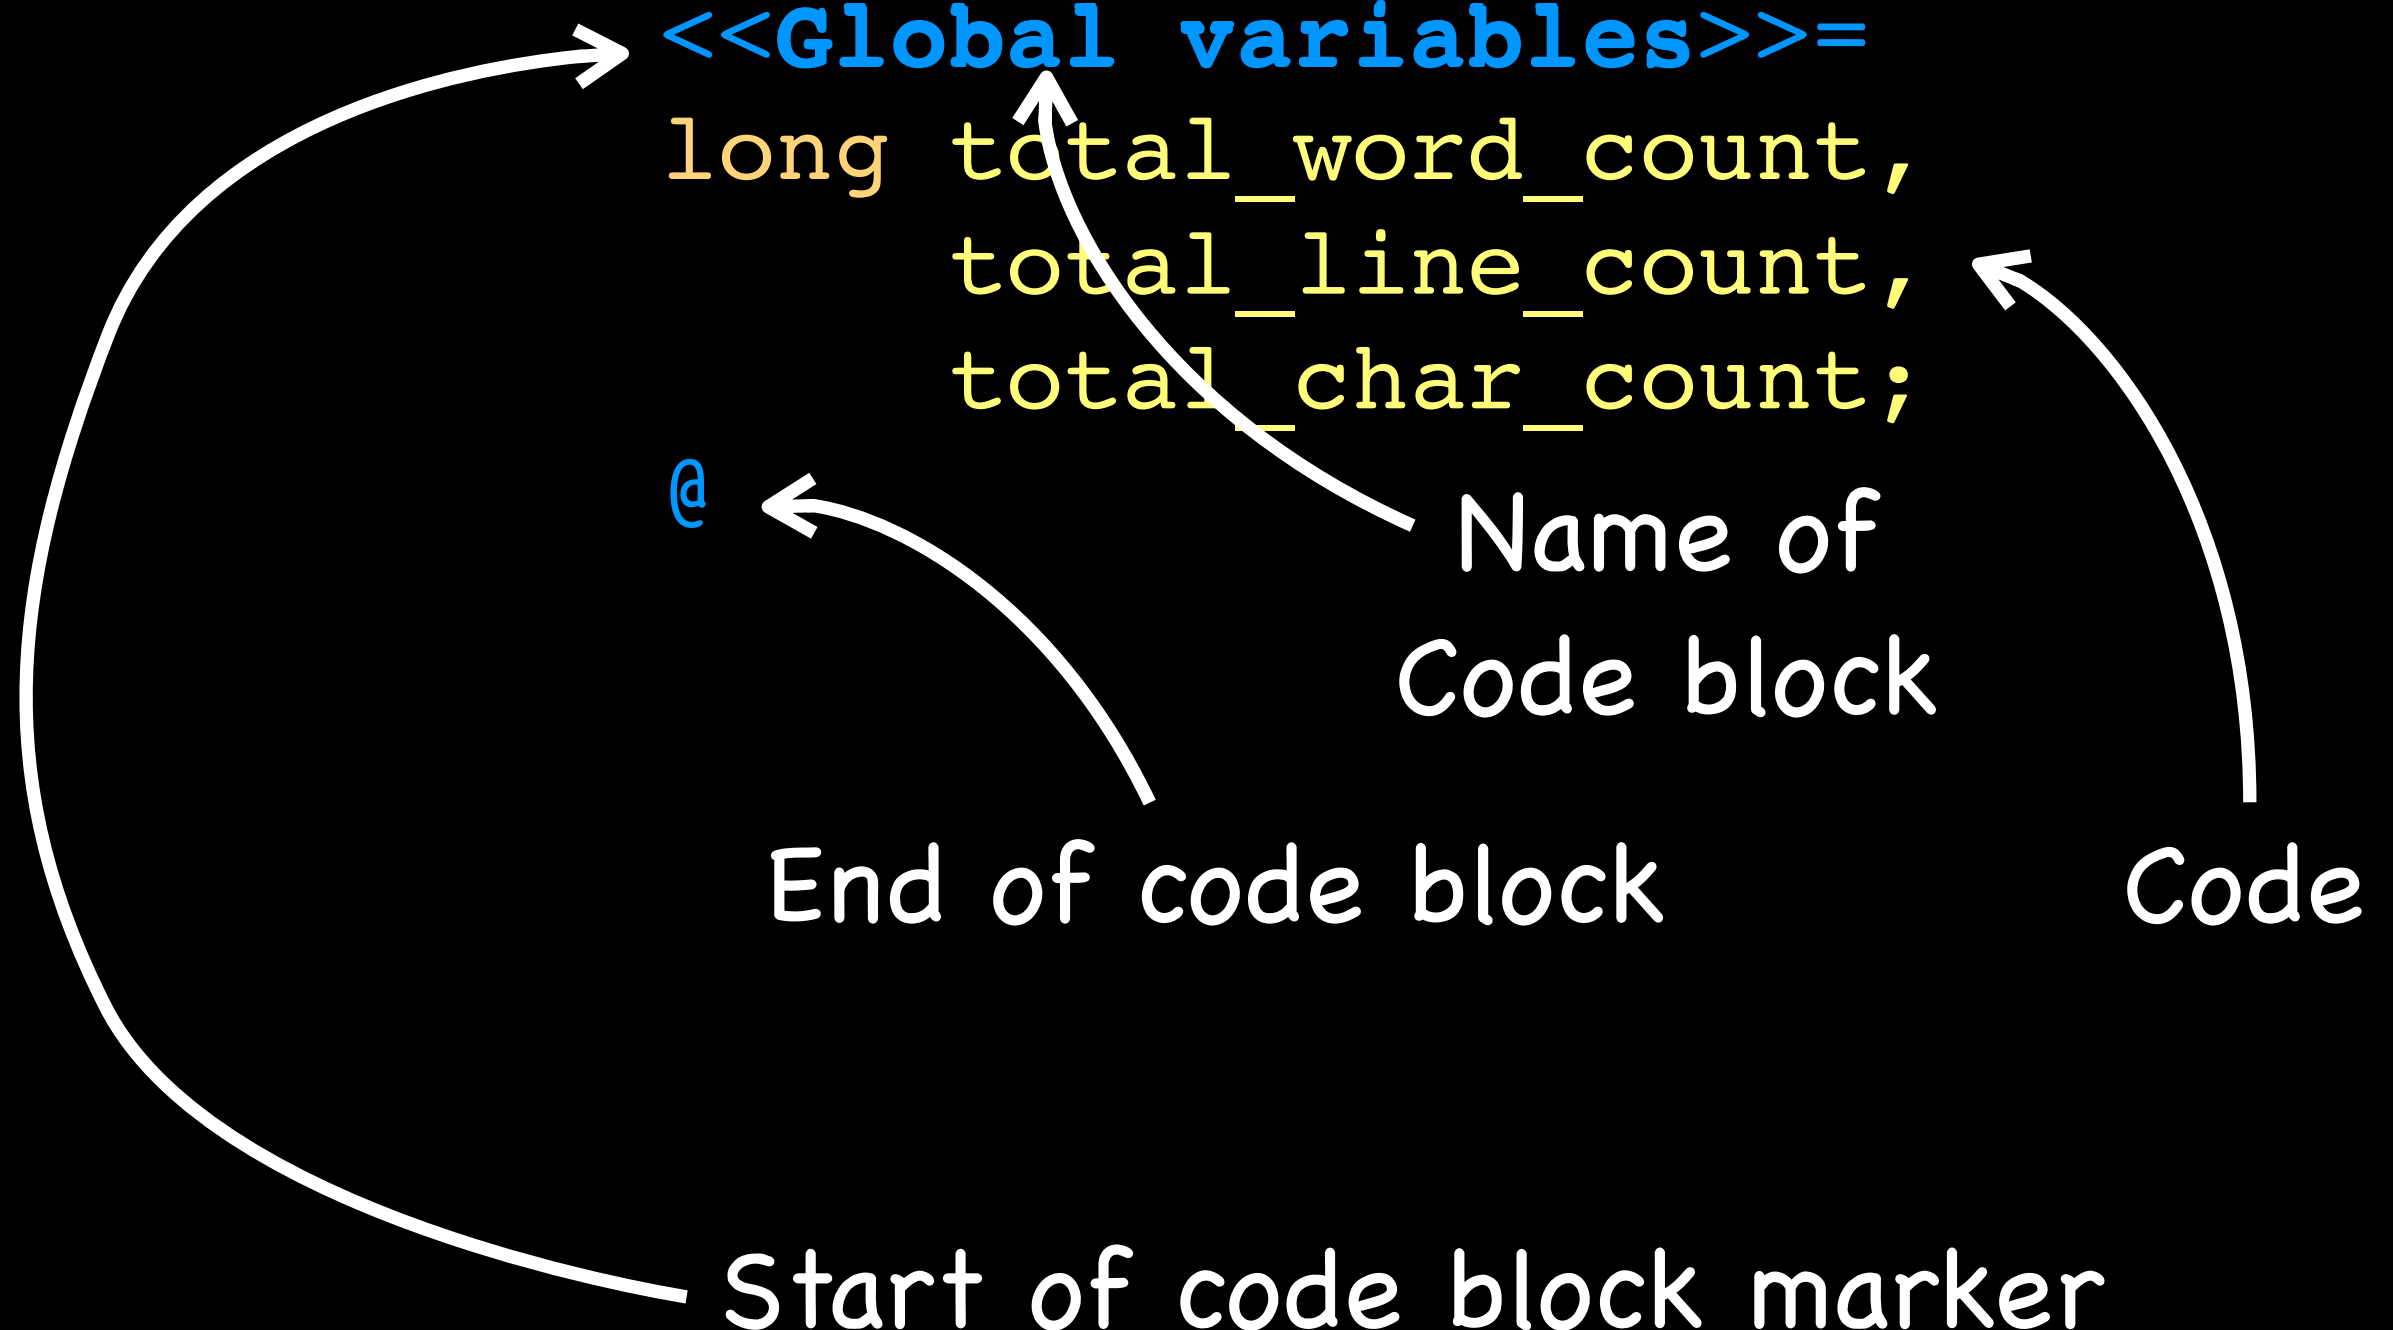 <<Global variables>>=
long total_word_count,
     total_line_count,
     total_char_count;
@
Name of
Code block
End of code block
Code
Start of code block marker